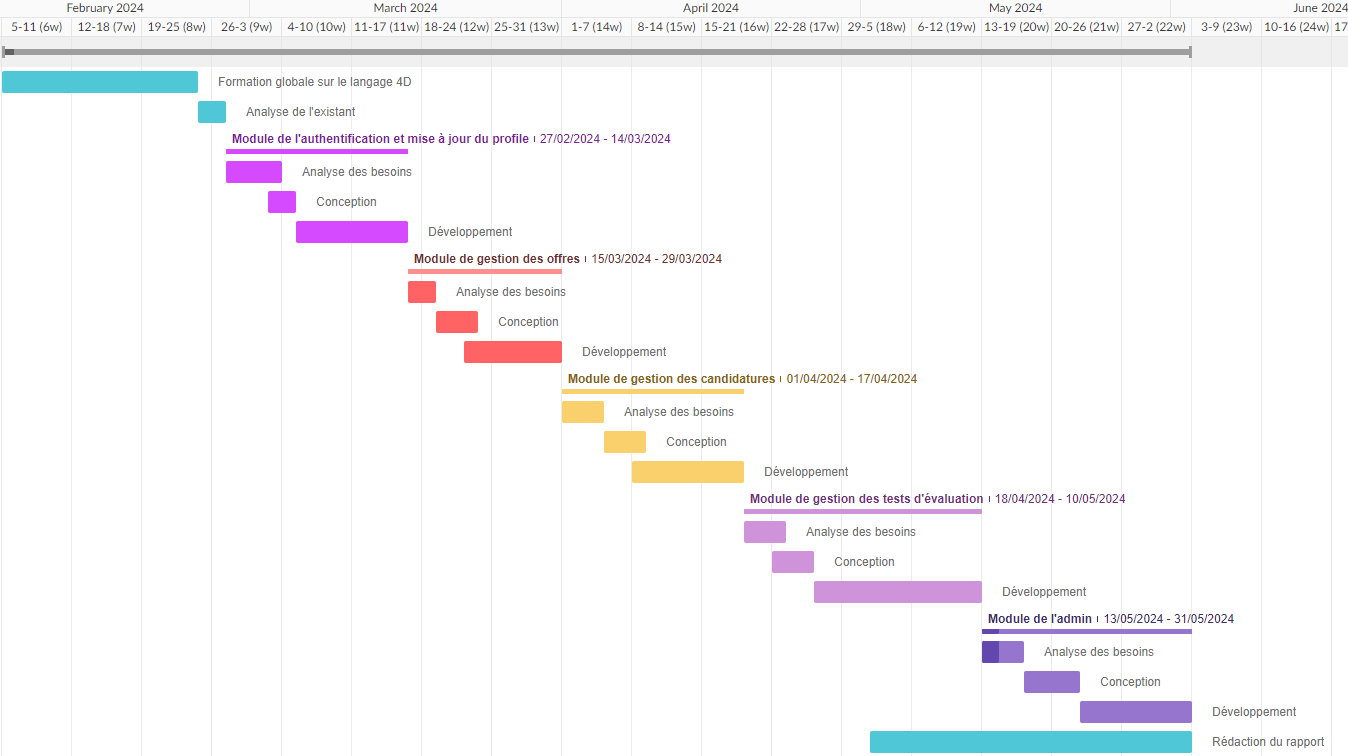 February 2024 March 2024 April 2024 May 2024 June 2024
5-11 (6w) 12-18 (7w) 19-25 (8w) 26-3 (9w) 4-10 (10w) 11-17 (11w) 18-24 (12w) 25-31 (13w) 1-7 (14w) 8-14 (15w) 15-21 (16w) 22-28 (17w) 29-5 (18w) 6-12 (19w) 13-19 (20w) 20-26 (21w) 27-2 (22w) 3-9 (23w) 10-16 (24w) 17
Formation globale sur le langage 4D
Analyse de l'existant
Module de l'authentification et mise à jour du profile 27/02/2024 - 14/03/2024
Analyse des besoins
Conception
Développement
Module de gestion des offres 15/03/2024 - 29/03/2024
Analyse des besoins
Conception
Développement
Module de gestion des candidatures 01/04/2024 - 17/04/2024
Analyse des besoins
Conception
Développement
Module de gestion des tests d'évaluation 18/04/2024 - 10/05/2024
Analyse des besoins
Conception
Développement
Module de l'admin 13/05/2024 - 31/05/2024
Analyse des besoins
Conception
Développement
Rédaction du rapport